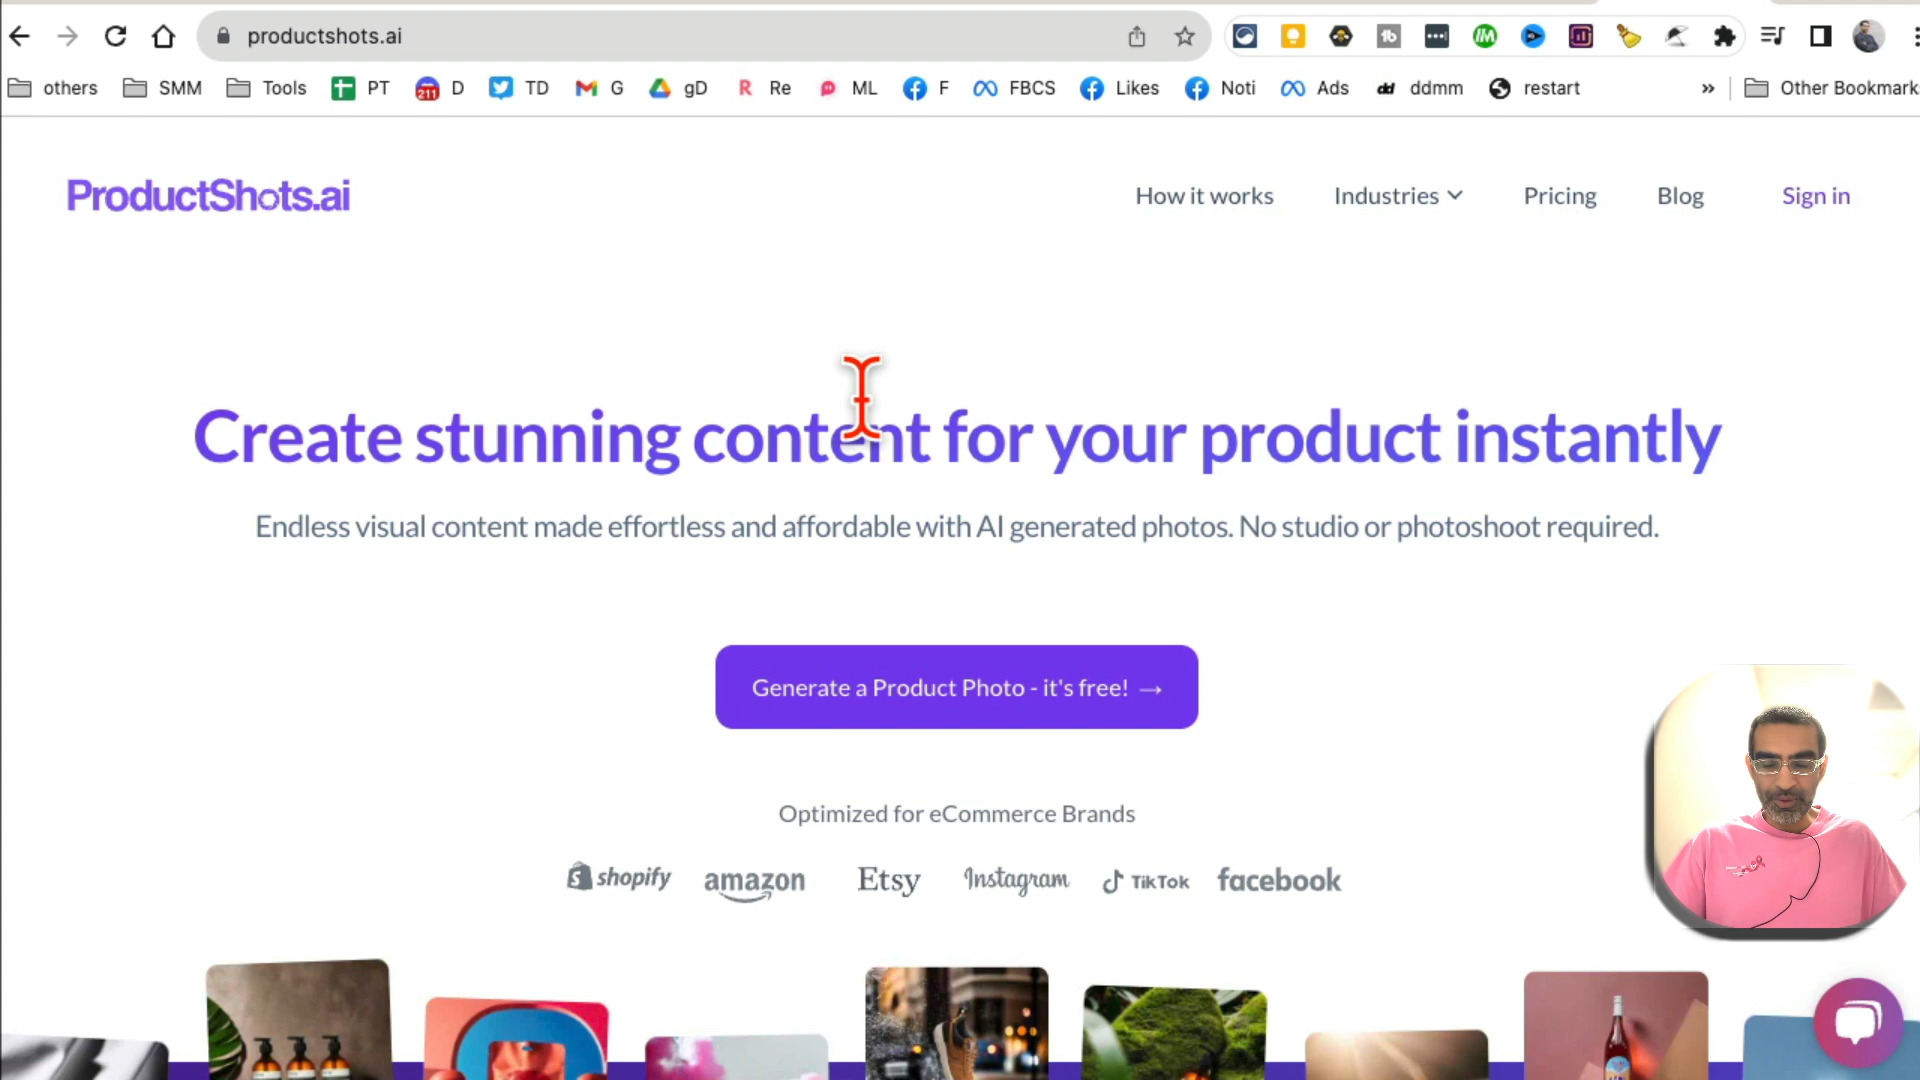 productshots.ai
others SMM Tools PT D TD G gD Re ML F FBCS Likes Noti Ads ddmm restart » Other Bookmark
ProductShots.ai
How it works Industries Pricing Blog Sign in
Create stunning content for your product instantly
Endless visual content made effortless and affordable with AI generated photos. No studio or photoshoot required.
Generate a Product Photo - it's free! →
Optimized for eCommerce Brands
shopify amazon Etsy Instagram TikTok facebook